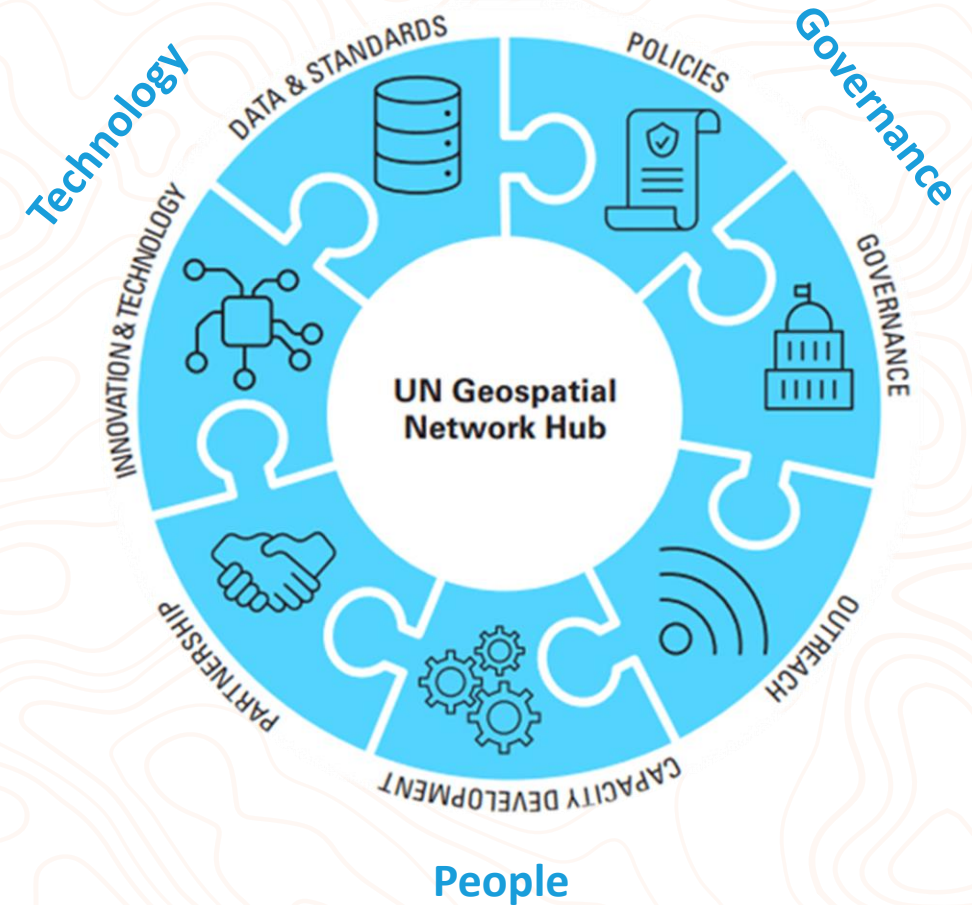 Technology
Governance
DATA & STANDARDS
POLICIES
INNOVATION & TECHNOLOGY
GOVERNANCE
UN Geospatial
Network Hub
PARTNERSHIP
OUTREACH
CAPACITY DEVELOPMENT
People